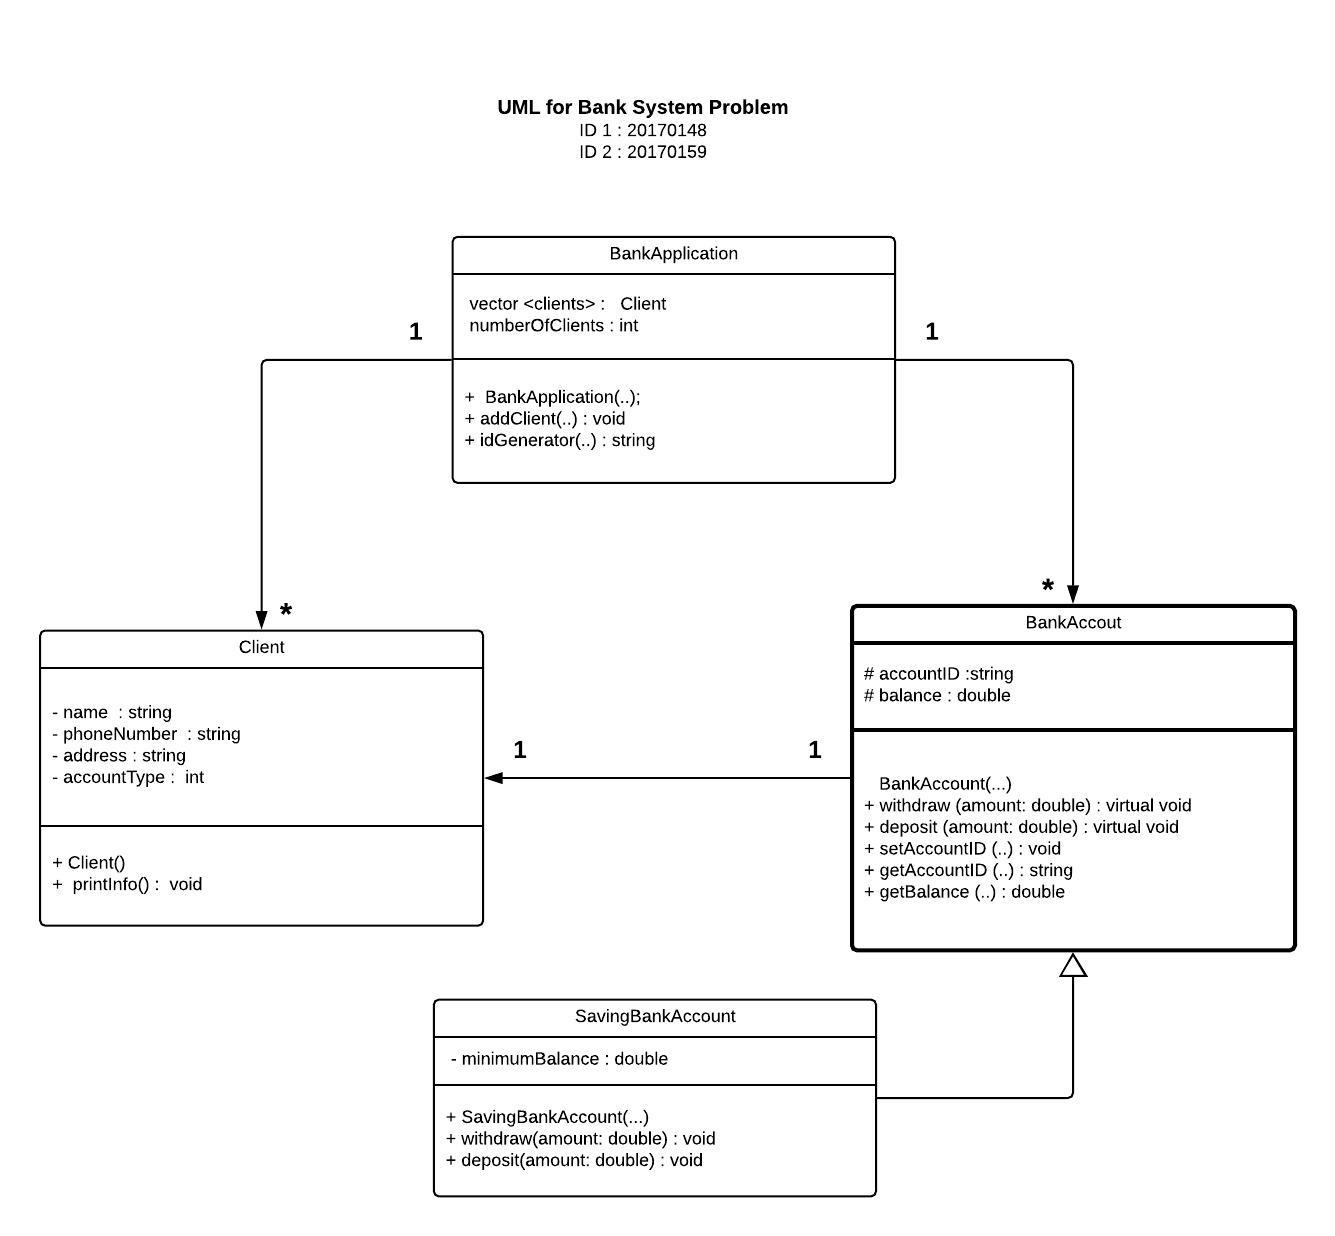 UML for Bank System Problem
ID 1 : 20170148
ID 2 : 20170159
BankApplication
vector <clients> : Client
numberOfClients : int
1
1
+ BankApplication(..);
+ addClient(..) : void
+ idGenerator(..) : string
*
*
Client
- name : string
- phoneNumber : string
- address : string
- accountType : int
+ Client()
+ printInfo() : void
1
1
BankAccout
# accountID :string
# balance : double
BankAccount(...)
+ withdraw (amount: double) : virtual void
+ deposit (amount: double) : virtual void
+ setAccountID (..) : void
+ getAccountID (..) : string
+ getBalance (..) : double
SavingBankAccount
- minimumBalance : double
+ SavingBankAccount(...)
+ withdraw(amount: double) : void
+ deposit(amount: double) : void